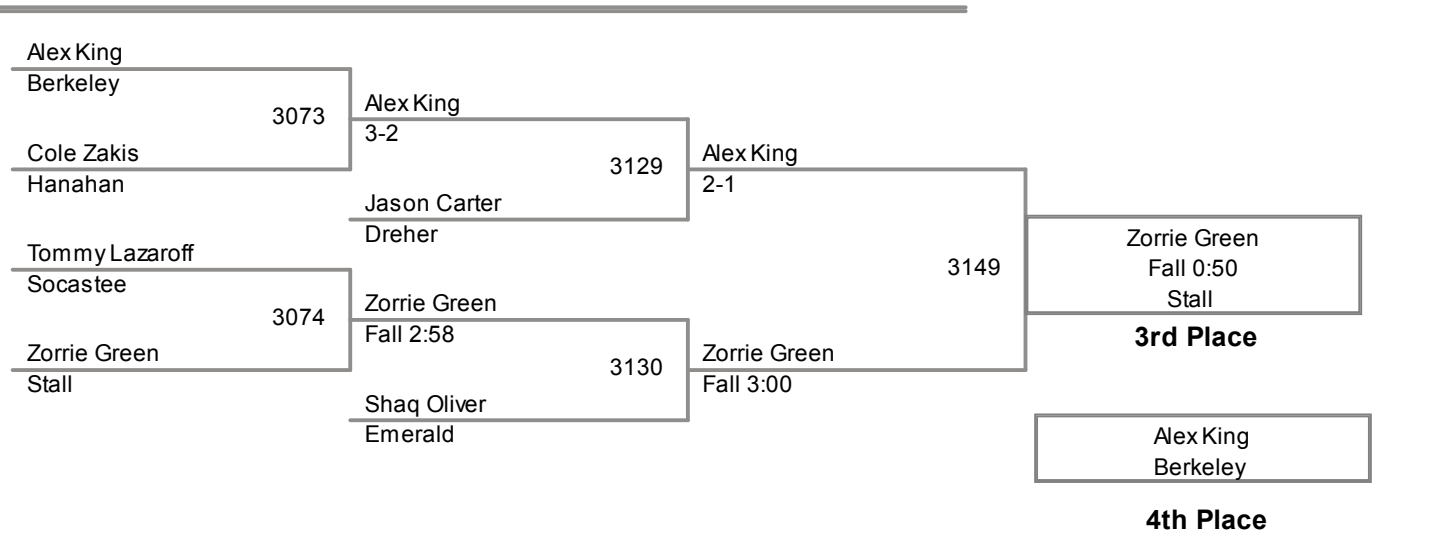 Alex King
Berkeley
3073
Cole Zakis
Hanahan
Tommy Lazaroff
Socastee
3074
Zorrie Green
Stall
Alex King
3-2
3129
Jason Carter
Dreher
Zorrie Green
Fall 2:58
3130
Shaq Oliver
Emerald
Alex King
2-1
3149
Zorrie Green
Fall 3:00
Zorrie Green
Fall 0:50
Stall
3rd Place
Alex King
Berkeley
4th Place